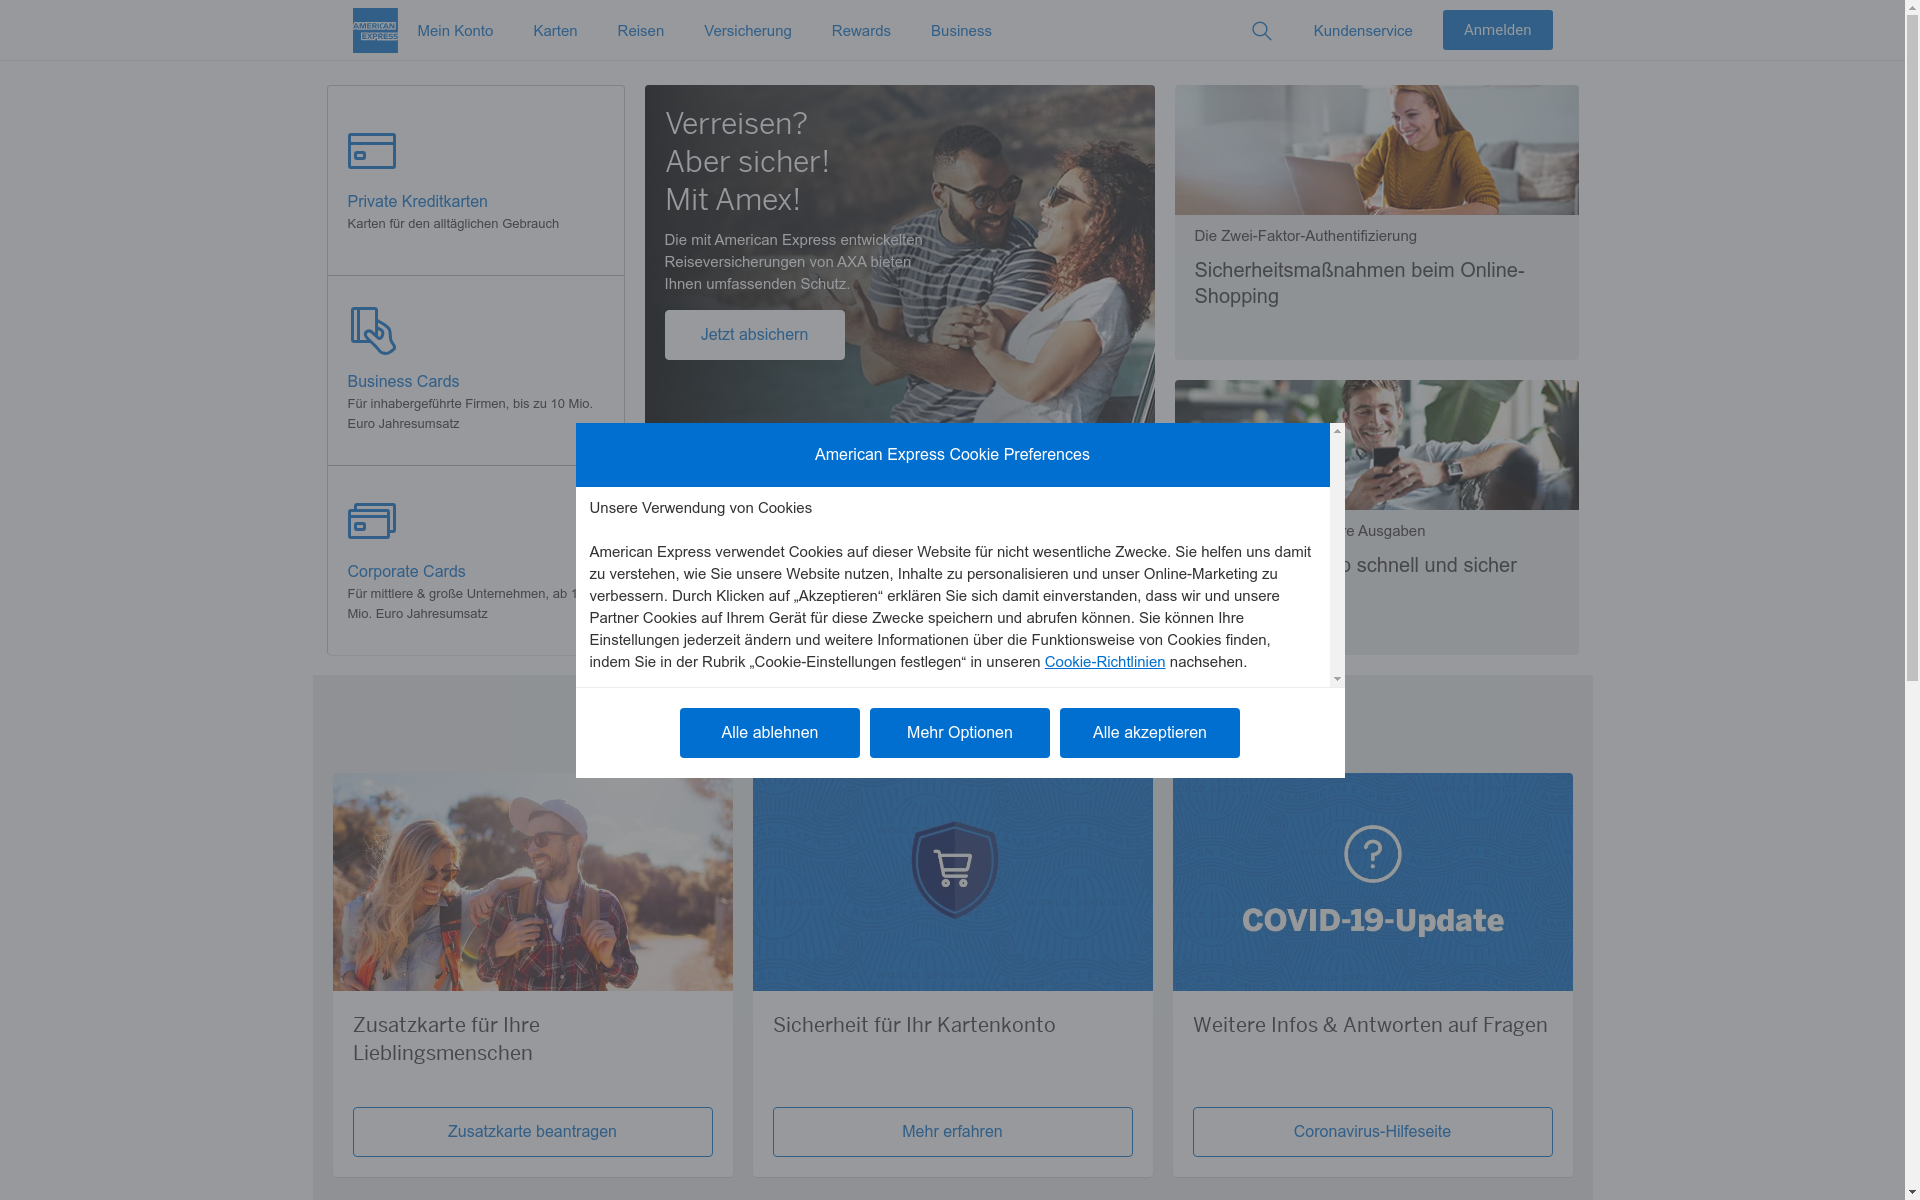 AMERICAN
EXPRESS
Mein Konto
Karten
Reisen
Versicherung
Rewards
Business
Kundenservice
Anmelden
Private Kreditkarten
Karten für den alltäglichen Gebrauch
Business Cards
Für inhabergeführte Firmen, bis zu 10 Mio.
Euro Jahresumsatz
Corporate Cards
Für mittlere & große Unternehmen, ab 1
Mio. Euro Jahresumsatz
Verreisen?
Aber sicher!
Mit Amex!
Die mit American Express entwickelten
Reiseversicherungen von AXA bieten
Ihnen umfassenden Schutz.
Jetzt absichern
Die Zwei-Faktor-Authentifizierung
Sicherheitsmaßnahmen beim Online-
Shopping
re Ausgaben
schnell und sicher
American Express Cookie Preferences
Unsere Verwendung von Cookies
American Express verwendet Cookies auf dieser Website für nicht wesentliche Zwecke. Sie helfen uns damit
zu verstehen, wie Sie unsere Website nutzen, Inhalte zu personalisieren und unser Online-Marketing zu
verbessern. Durch Klicken auf „Akzeptieren“ erklären Sie sich damit einverstanden, dass wir und unsere
Partner Cookies auf Ihrem Gerät für diese Zwecke speichern und abrufen können. Sie können Ihre
Einstellungen jederzeit ändern und weitere Informationen über die Funktionsweise von Cookies finden,
indem Sie in der Rubrik „Cookie-Einstellungen festlegen“ in unseren Cookie-Richtlinien nachsehen.
Alle ablehnen
Mehr Optionen
Alle akzeptieren
COVID-19-Update
Zusatzkarte für Ihre
Lieblingsmenschen
Zusatzkarte beantragen
Sicherheit für Ihr Kartenkonto
Mehr erfahren
Weitere Infos & Antworten auf Fragen
Coronavirus-Hilfeseite